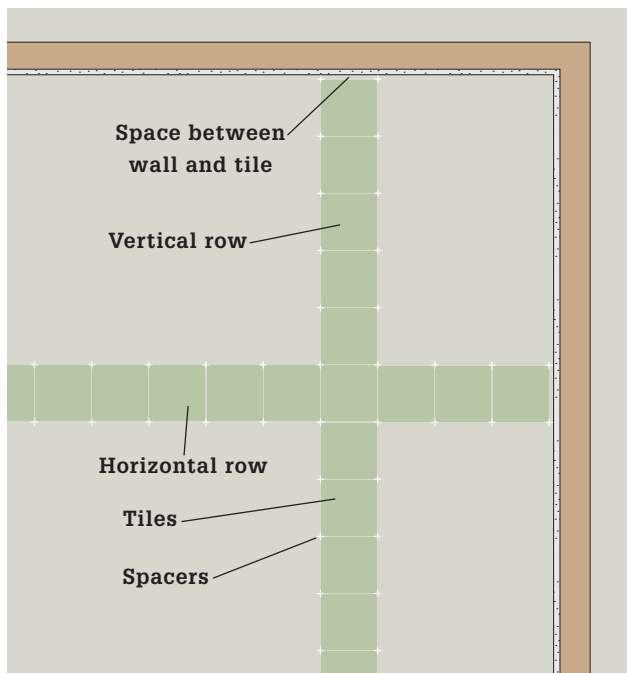 Space between
wall and tile
Vertical row
Horizontal row
Tiles
Spacers